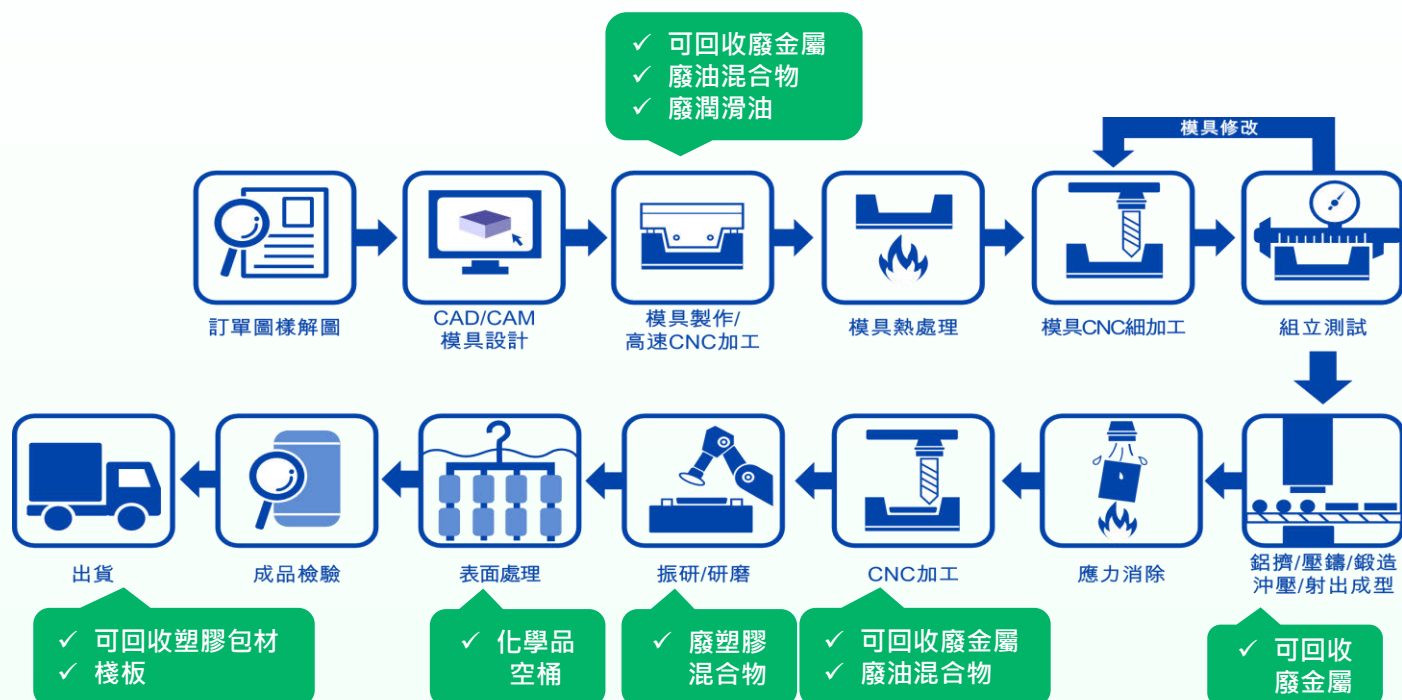 ✓ 可回收廢金屬
✓ 廢油混合物
✓ 廢潤滑油
模具修改
訂單圖樣解圖
CAD/CAM
模具設計
模具製作/
高速CNC加工
模具熱處理
模具CNC細加工
組立測試
出貨
成品檢驗
表面處理
振研/研磨
CNC加工
應力消除
鋁擠/壓鑄/鍛造
沖壓/射出成型
✓ 可回收塑膠包材
✓ 棧板
✓ 化學品
空桶
✓ 廢塑膠
混合物
✓ 可回收廢金屬
✓ 廢油混合物
✓ 可回收
廢金屬